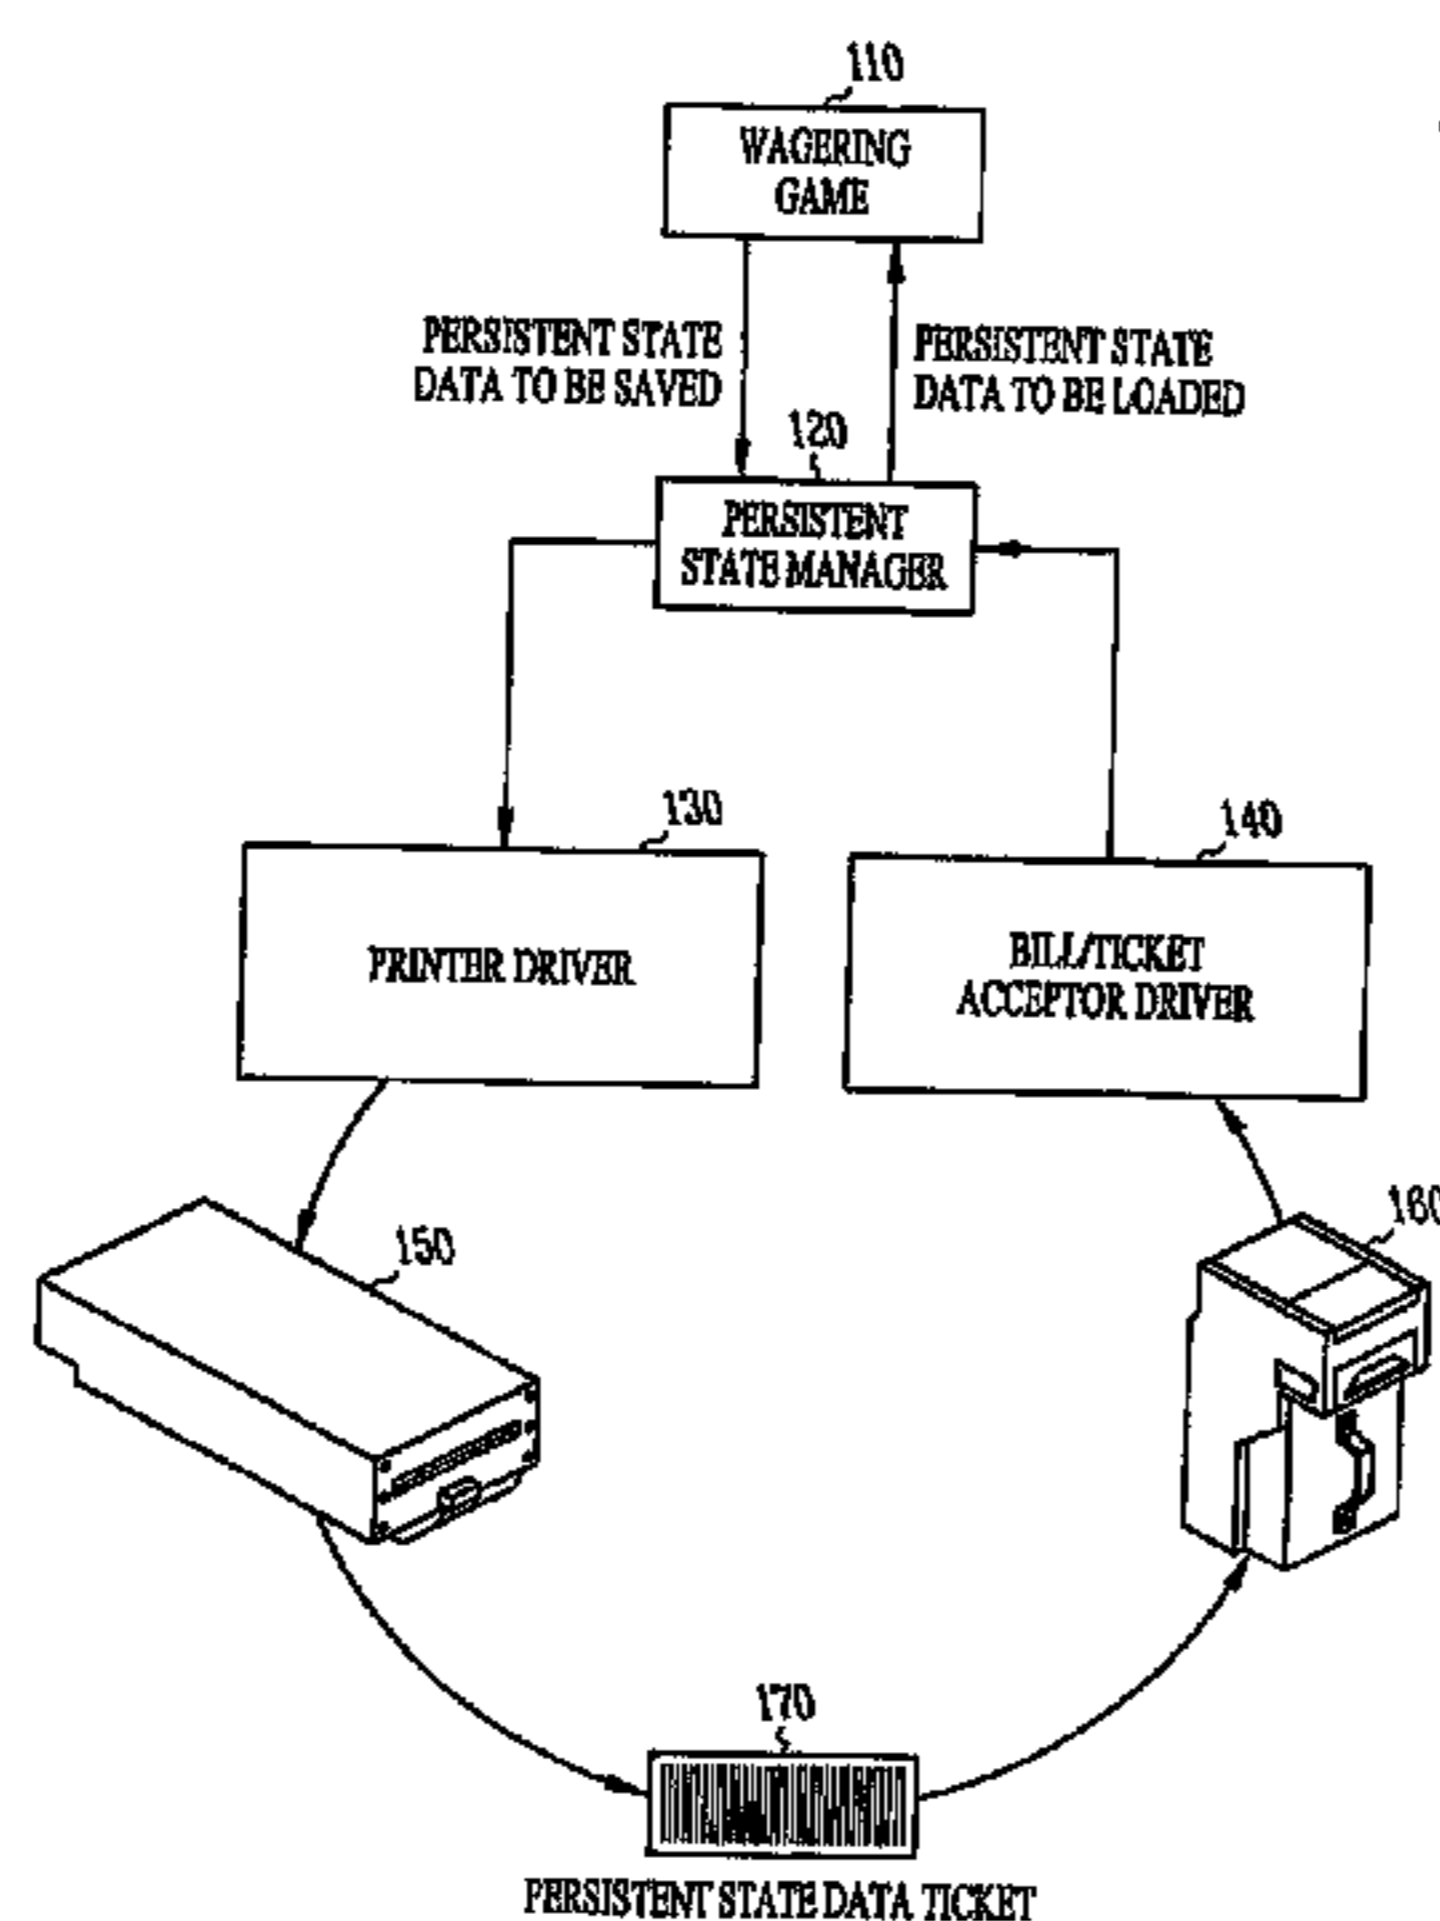 110
WAGERING
GAME
PERSISTENT STATE
DATA TO BE SAVED
PERSISTENT STATE
DATA TO BE LOADED
120
PERSISTENT
STATE MANAGER
130
PRINTER DRIVER
140
BILL/TICKET
ACCEPTOR DRIVER
150
160
170
PERSISTENT STATE DATA TICKET